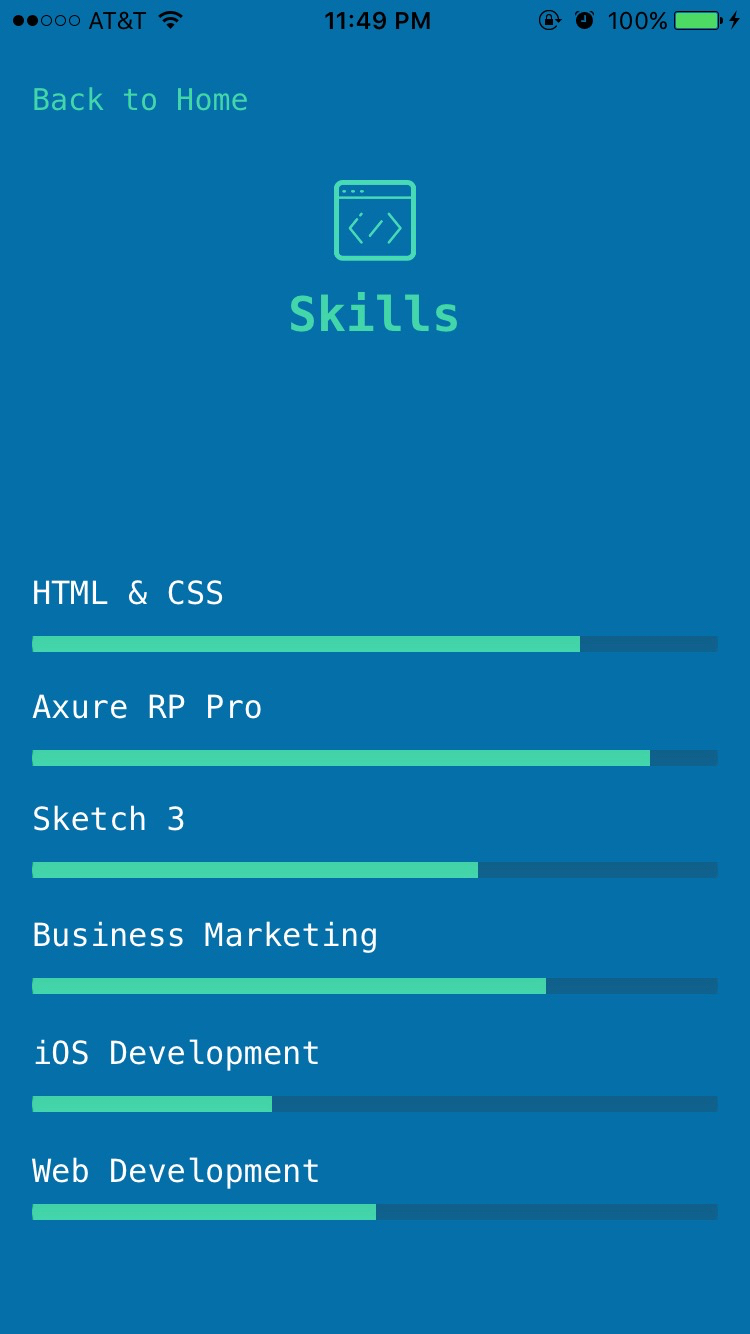 AT&T 11:49 PM 100%
Back to Home
Skills
HTML & CSS
Axure RP Pro
Sketch 3
Business Marketing
iOS Development
Web Development